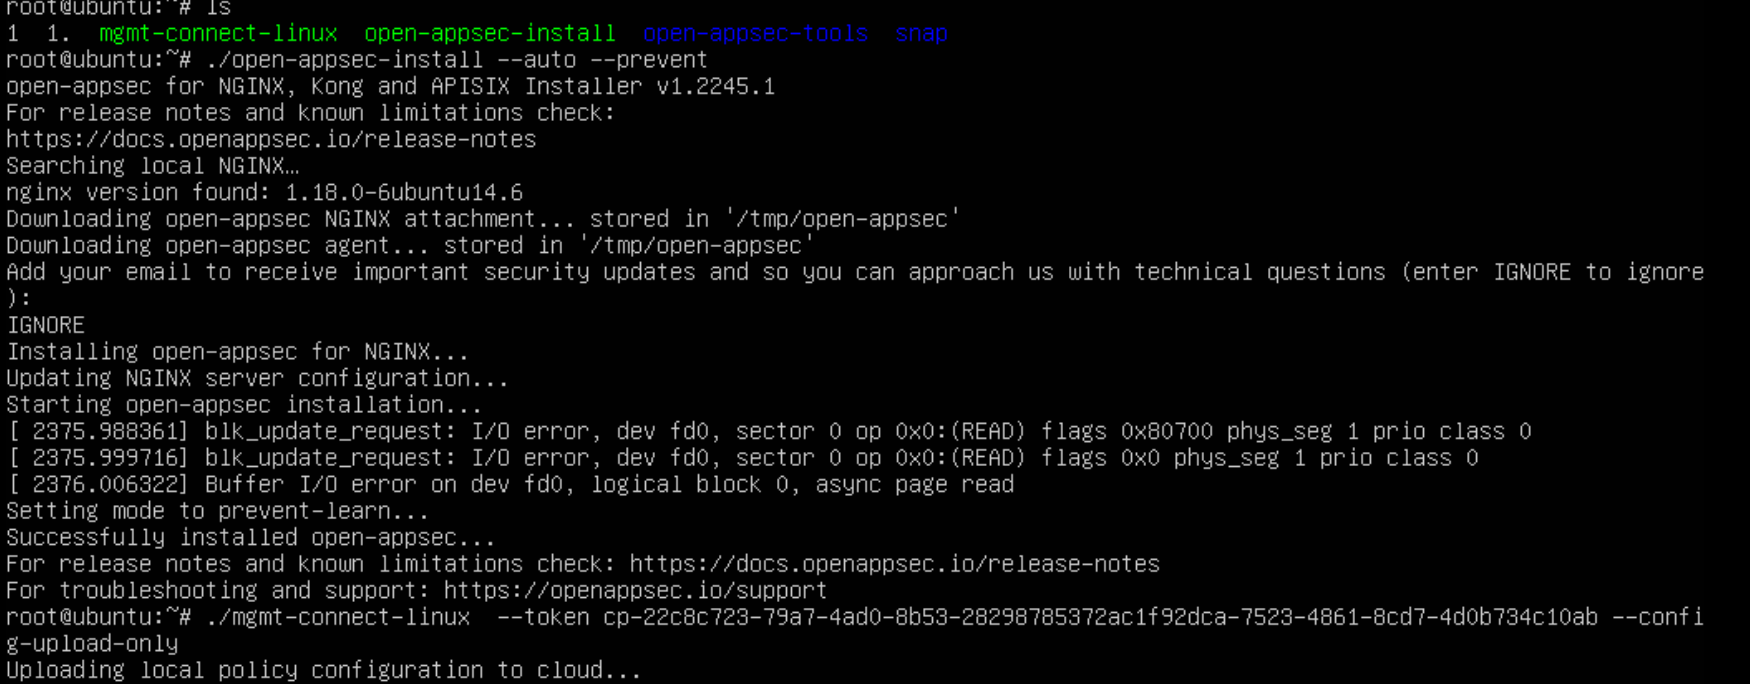 root@ubuntu:~# ls
1  1.  mgmt-connect-linux  open-appsec-install  open-appsec-tools  snap
root@ubuntu:~# ./open-appsec-install --auto --prevent
open-appsec for NGINX, Kong and APISIX Installer v1.2245.1
For release notes and known limitations check:
https://docs.openappsec.io/release-notes
Searching local NGINX…
nginx version found: 1.18.0-6ubuntu14.6
Downloading open-appsec NGINX attachment... stored in '/tmp/open-appsec'
Downloading open-appsec agent... stored in '/tmp/open-appsec'
Add your email to receive important security updates and so you can approach us with technical questions (enter IGNORE to ignore
):
IGNORE
Installing open-appsec for NGINX...
Updating NGINX server configuration...
Starting open-appsec installation...
[ 2375.988361] blk_update_request: I/O error, dev fd0, sector 0 op 0x0:(READ) flags 0x80700 phys_seg 1 prio class 0
[ 2375.999716] blk_update_request: I/O error, dev fd0, sector 0 op 0x0:(READ) flags 0x0 phys_seg 1 prio class 0
[ 2376.006322] Buffer I/O error on dev fd0, logical block 0, async page read
Setting mode to prevent-learn...
Successfully installed open-appsec...
For release notes and known limitations check: https://docs.openappsec.io/release-notes
For troubleshooting and support: https://openappsec.io/support
root@ubuntu:~# ./mgmt-connect-linux  --token cp-22c8c723-79a7-4ad0-8b53-28298785372ac1f92dca-7523-4861-8cd7-4d0b734c10ab --confi
g-upload-only
Uploading local policy configuration to cloud...